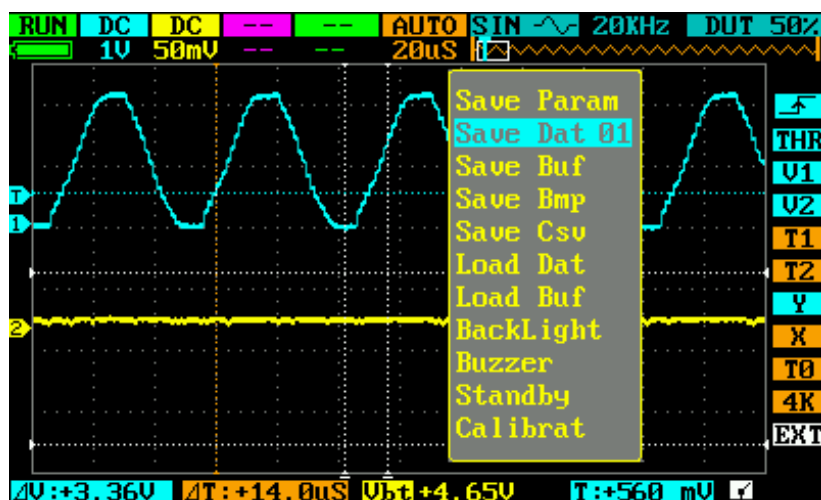 RUN DC DC -- -- AUTO SIN 20KHz DUT 50%
1V 50mV -- -- 20uS
Save Param
Save Dat 01
Save Buf
Save Bmp
Save Csv
Load Dat
Load Buf
BackLight
Buzzer
Standby
Calibrat
THR
V1
V2
T1
T2
Y
X
T0
4K
EXT
T
1
2
⊿V:+3.36V ⊿T:+14.0uS Vbt +4.65V T:+560 mV